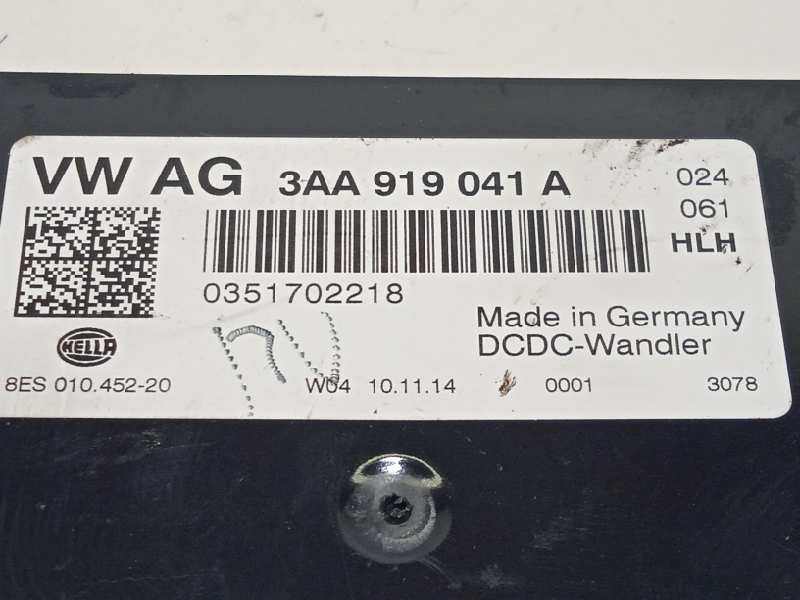 VW AG 3AA 919 041 A 024
061
HLH
0351702218
Made in Germany
HELLA DCDC-Wandler
8ES 010.452-20 W04 10.11.14 0001 3078